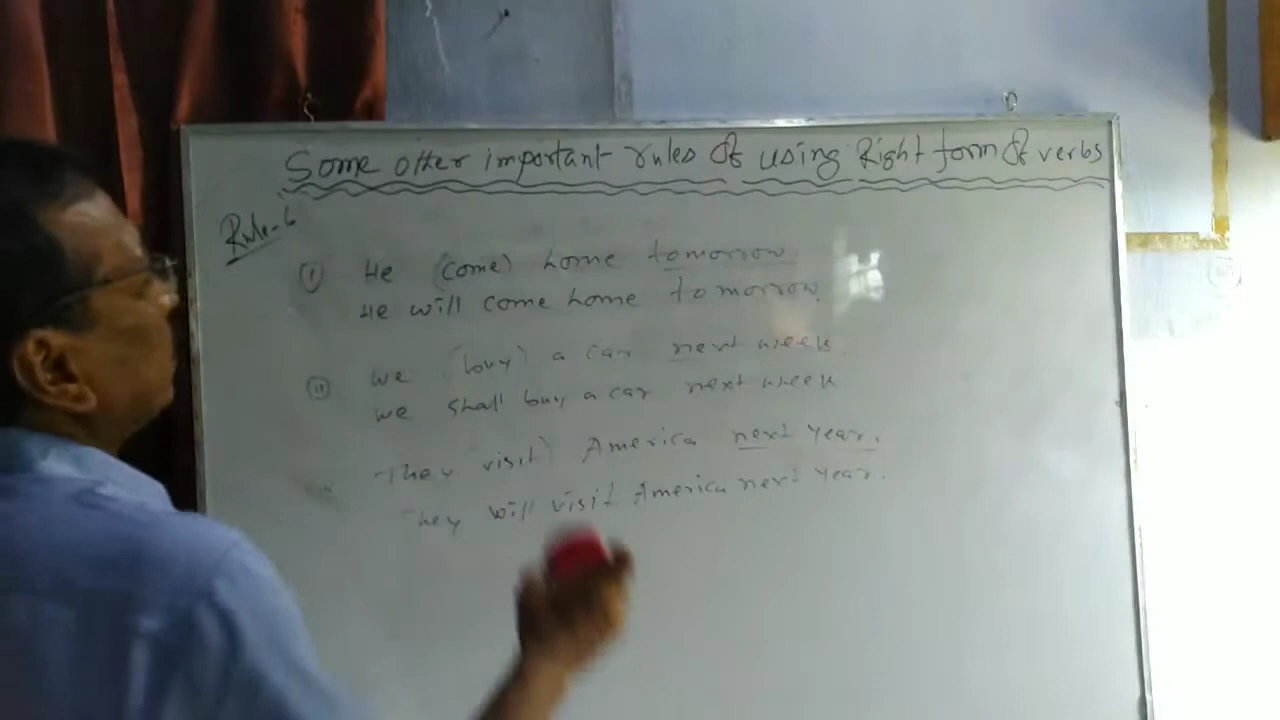 Some other important rules of using Right form of verbs
Rule-6
(i) He (come) home tomorrow.
He will come home tomorrow.
(ii) We (buy) a car next week.
We shall buy a car next week
They visit) America next year.
They will visit America next year.